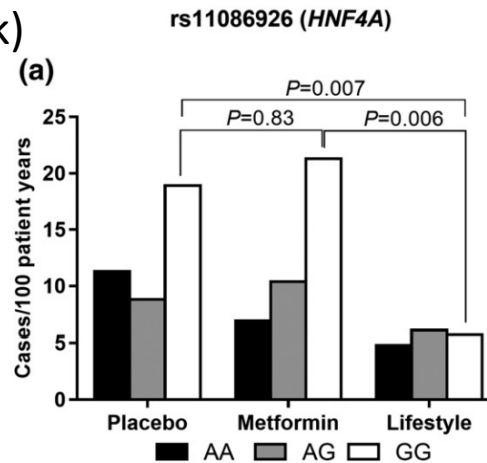 k)
rs11086926 (HNF4A)
(a)
P=0.007
P=0.83 P=0.006
25
20
15
10
5
0
Cases/100 patient years
Placebo Metformin Lifestyle
AA AG GG